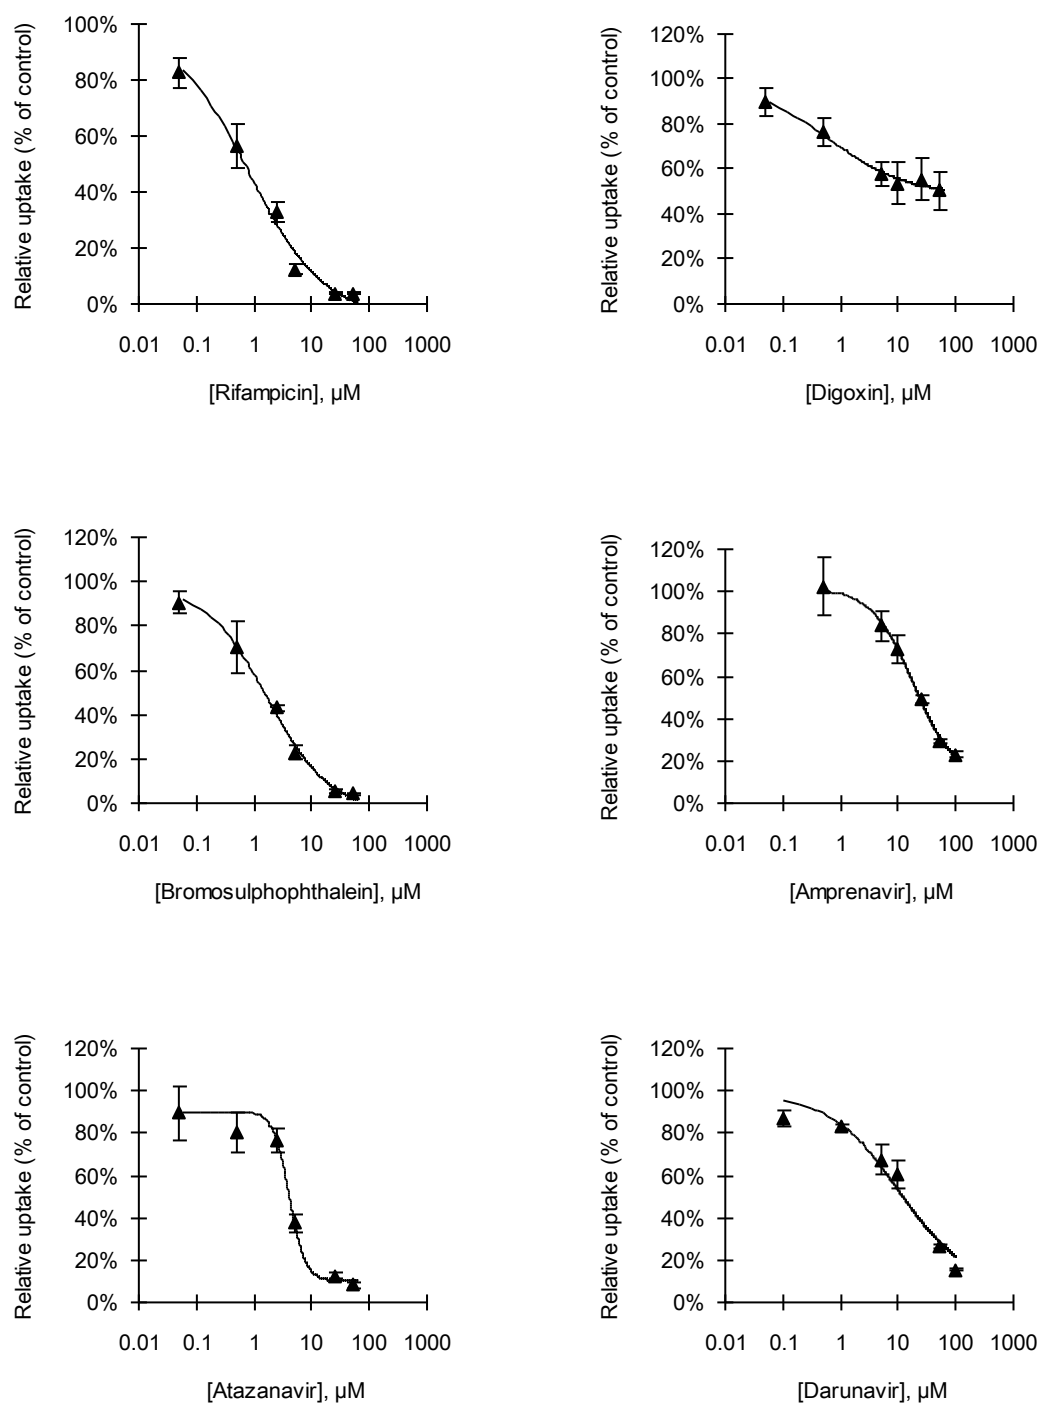 Relative uptake (% of control)
100%
80%
60%
40%
20%
0%
0.01 0.1 1 10 100 1000
[Rifampicin], µM
Relative uptake (% of control)
120%
100%
80%
60%
40%
20%
0%
0.01 0.1 1 10 100 1000
[Digoxin], µM
Relative uptake (% of control)
120%
100%
80%
60%
40%
20%
0%
0.01 0.1 1 10 100 1000
[Bromosulphophthalein], µM
Relative uptake (% of control)
120%
100%
80%
60%
40%
20%
0%
0.01 0.1 1 10 100 1000
[Amprenavir], µM
Relative uptake (% of control)
120%
100%
80%
60%
40%
20%
0%
0.01 0.1 1 10 100 1000
[Atazanavir], µM
Relative uptake (% of control)
120%
100%
80%
60%
40%
20%
0%
0.01 0.1 1 10 100 1000
[Darunavir], µM